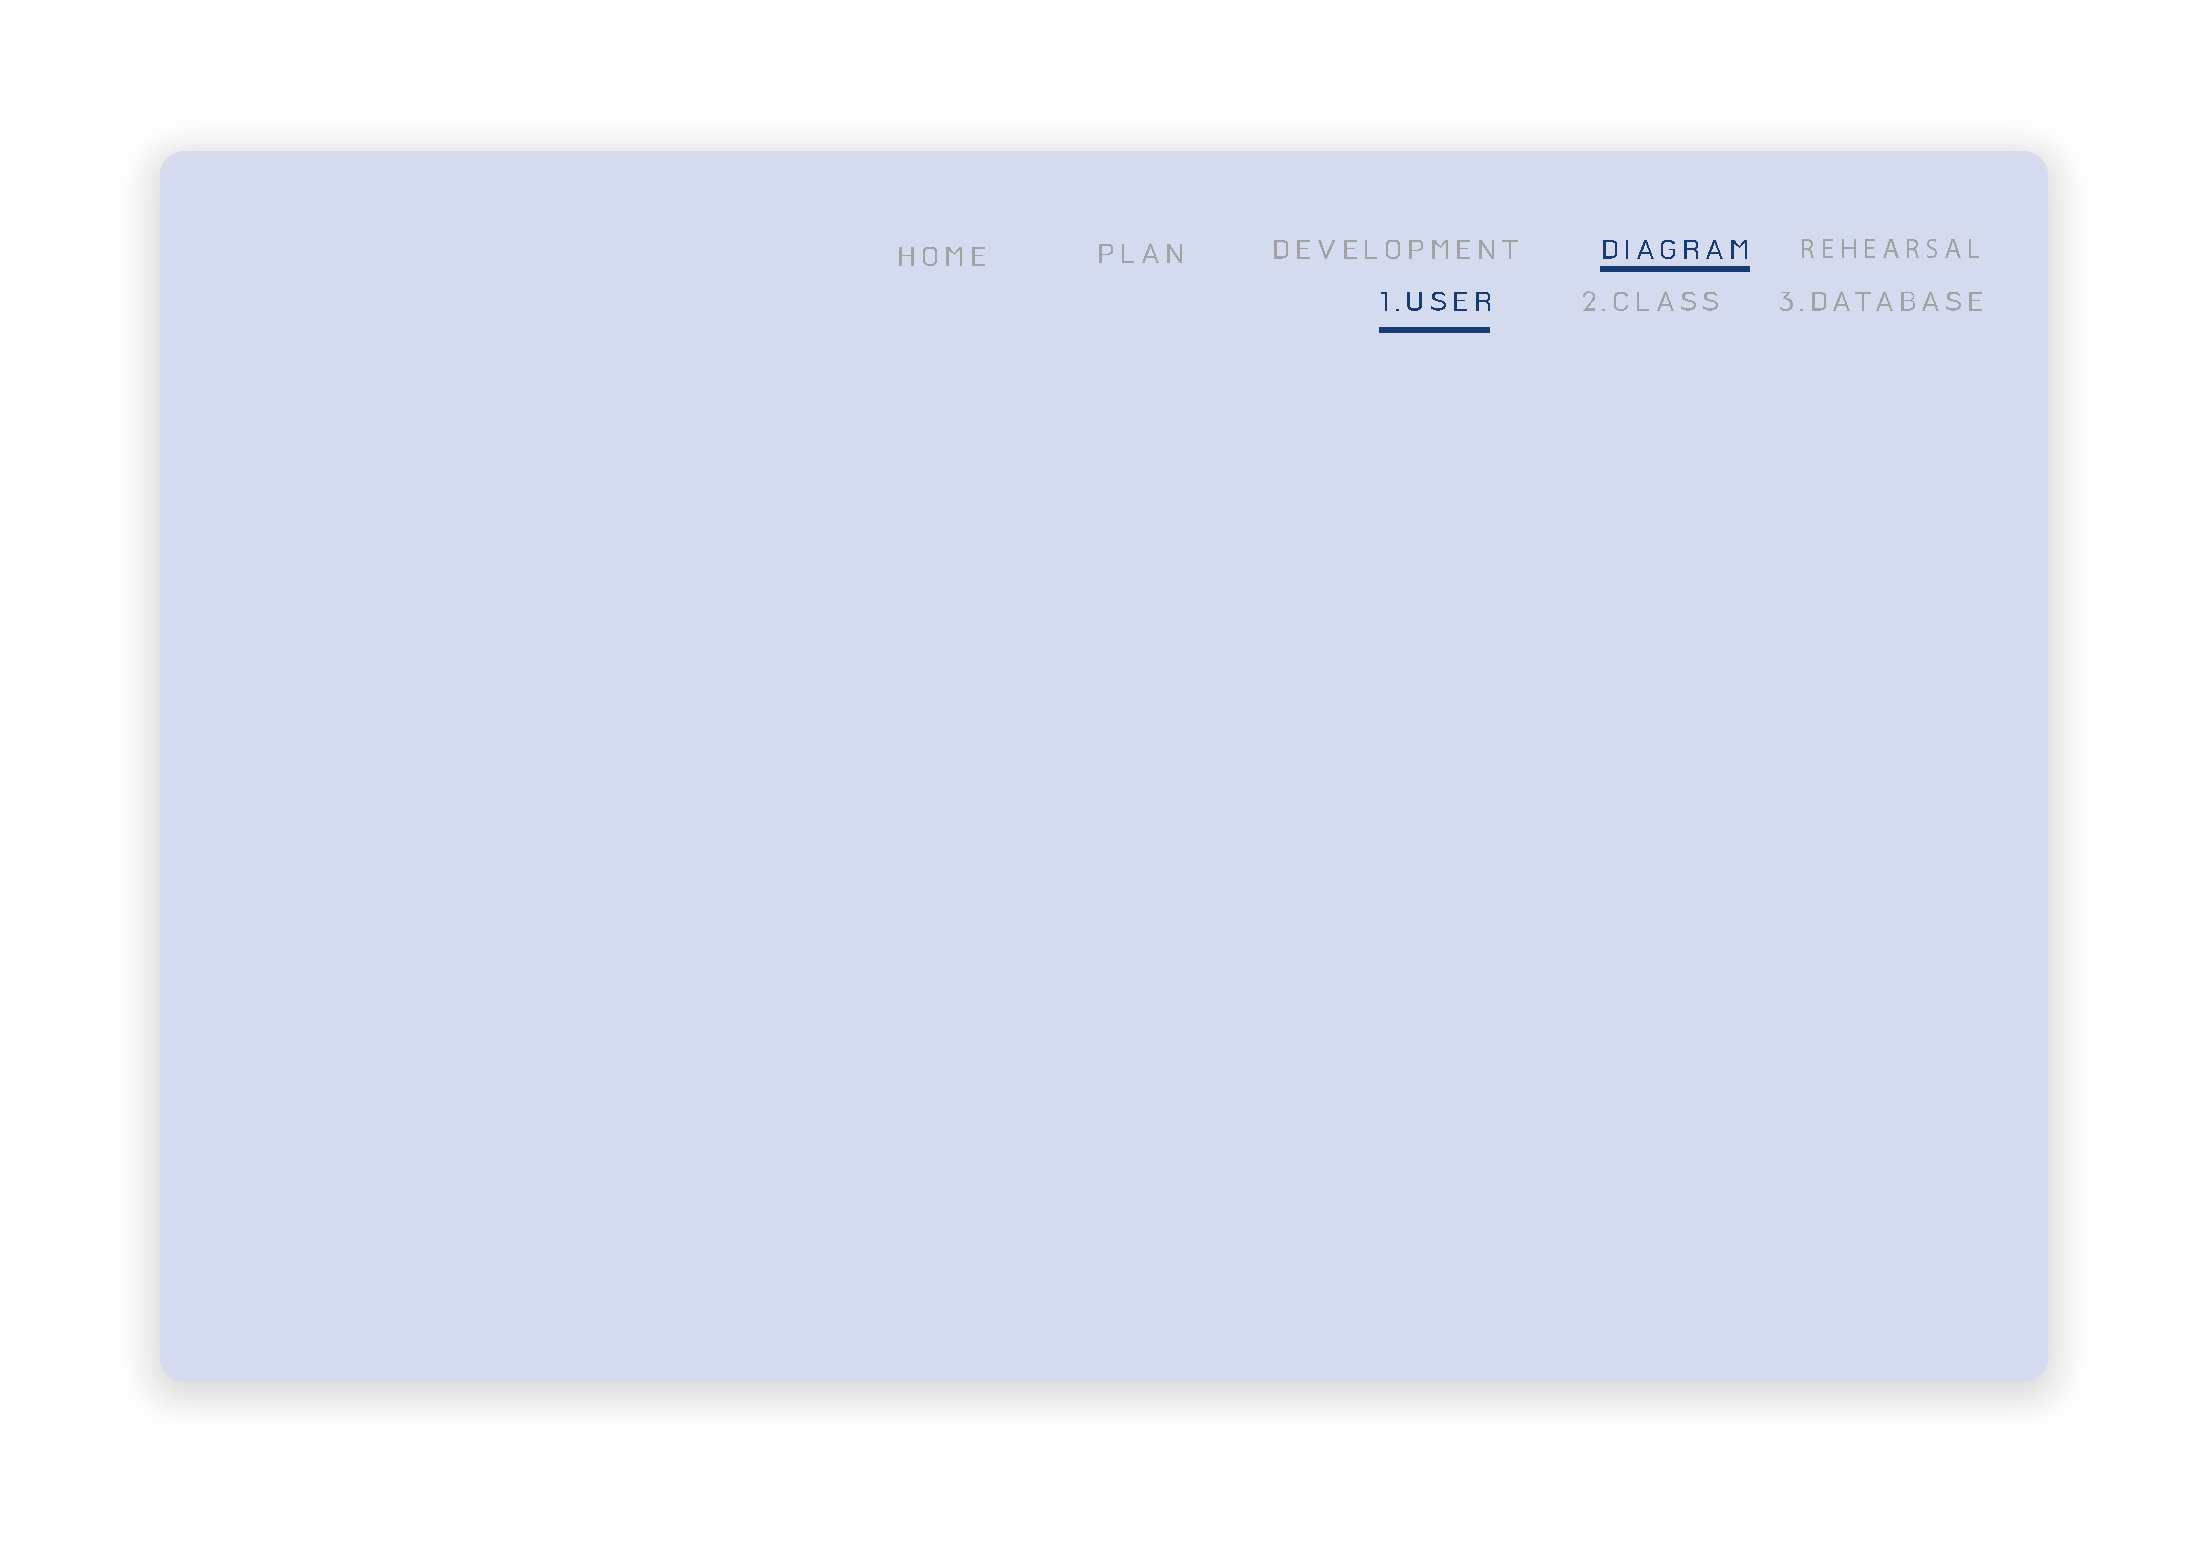 HOME PLAN DEVELOPMENT DIAGRAM REHEARSAL
1.USER 2.CLASS 3.DATABASE